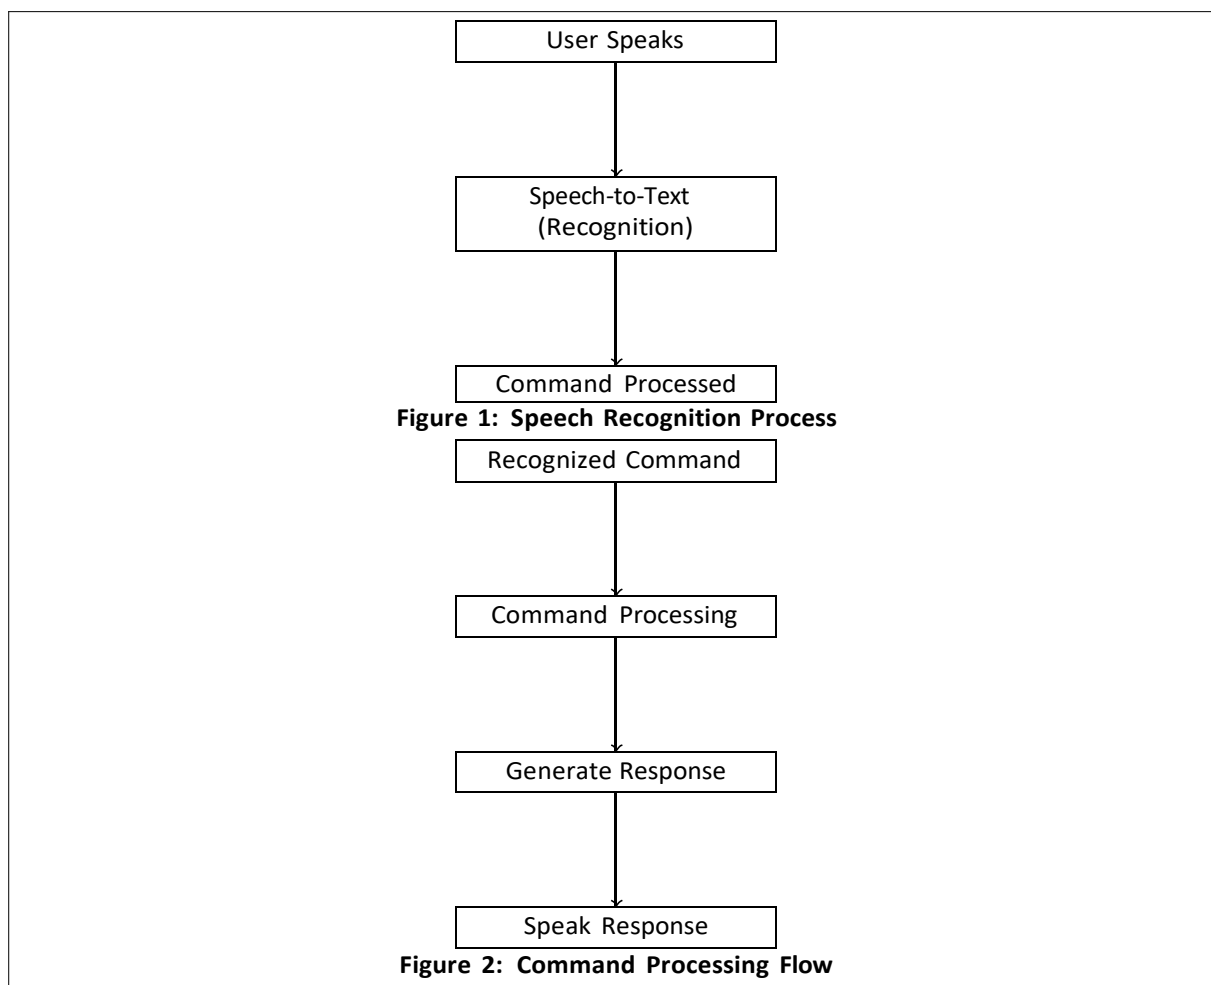 User Speaks
Speech-to-Text
(Recognition)
Command Processed
Figure 1: Speech Recognition Process
Recognized Command
Command Processing
Generate Response
Speak Response
Figure 2: Command Processing Flow